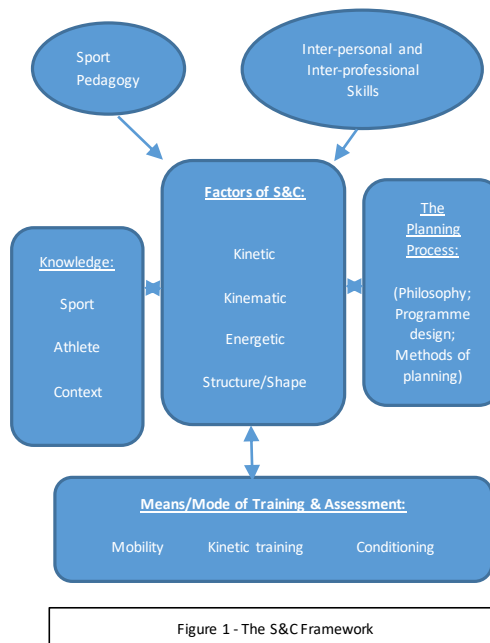 Sport
Pedagogy
Inter-personal and
Inter-professional
Skills
Factors of S&C:
Kinetic
Kinematic
Energetic
Structure/Shape
Knowledge:
Sport
Athlete
Context
The
Planning
Process:
(Philosophy;
Programme
design;
Methods of
planning)
Means/Mode of Training & Assessment:
Mobility Kinetic training Conditioning
Figure 1 - The S&C Framework